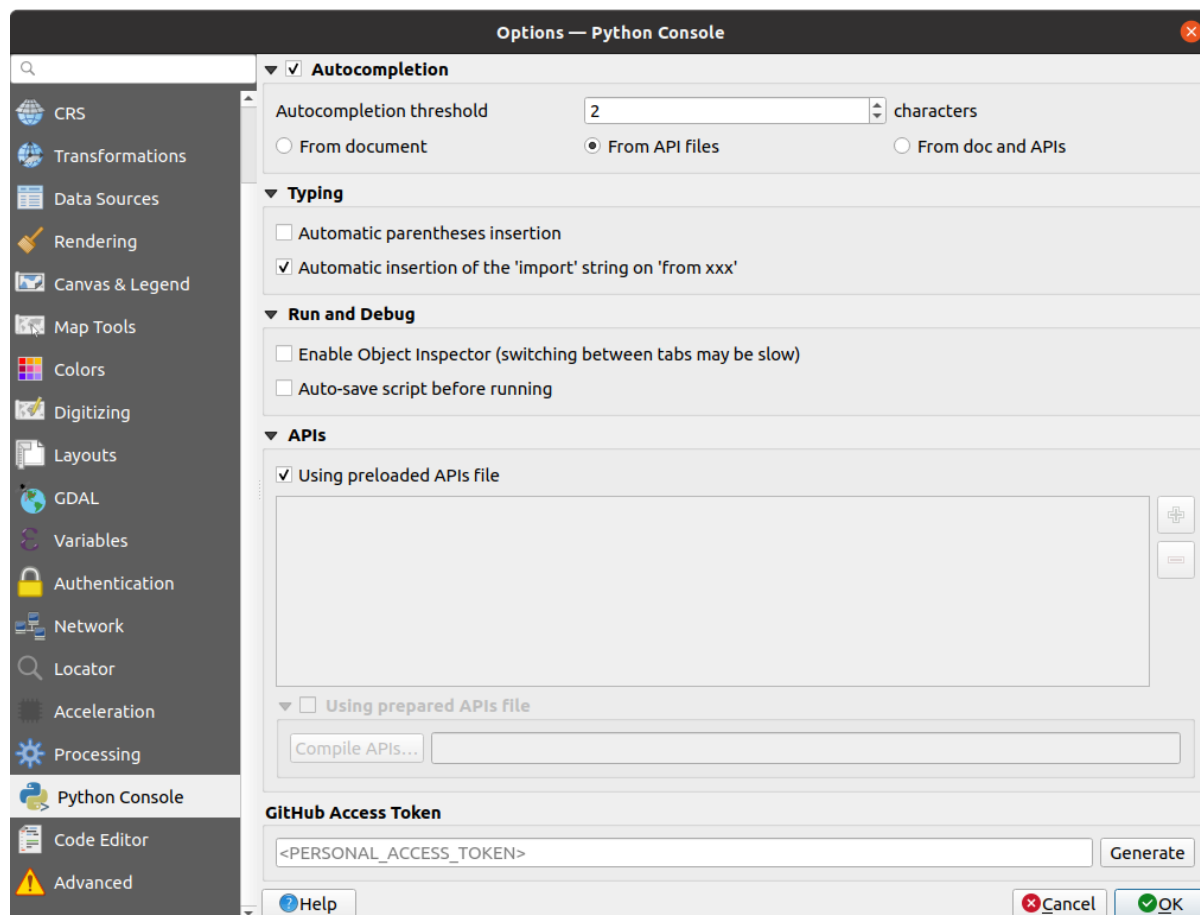 Options — Python Console
CRS
Transformations
Data Sources
Rendering
Canvas & Legend
Map Tools
Colors
Digitizing
Layouts
GDAL
Variables
Authentication
Network
Locator
Acceleration
Processing
Python Console
Code Editor
Advanced
Autocompletion
Autocompletion threshold 2 characters
From document From API files From doc and APIs
Typing
Automatic parentheses insertion
Automatic insertion of the 'import' string on 'from xxx'
Run and Debug
Enable Object Inspector (switching between tabs may be slow)
Auto-save script before running
APIs
Using preloaded APIs file
Using prepared APIs file
Compile APIs...
GitHub Access Token
<PERSONAL_ACCESS_TOKEN> Generate
Help Cancel OK